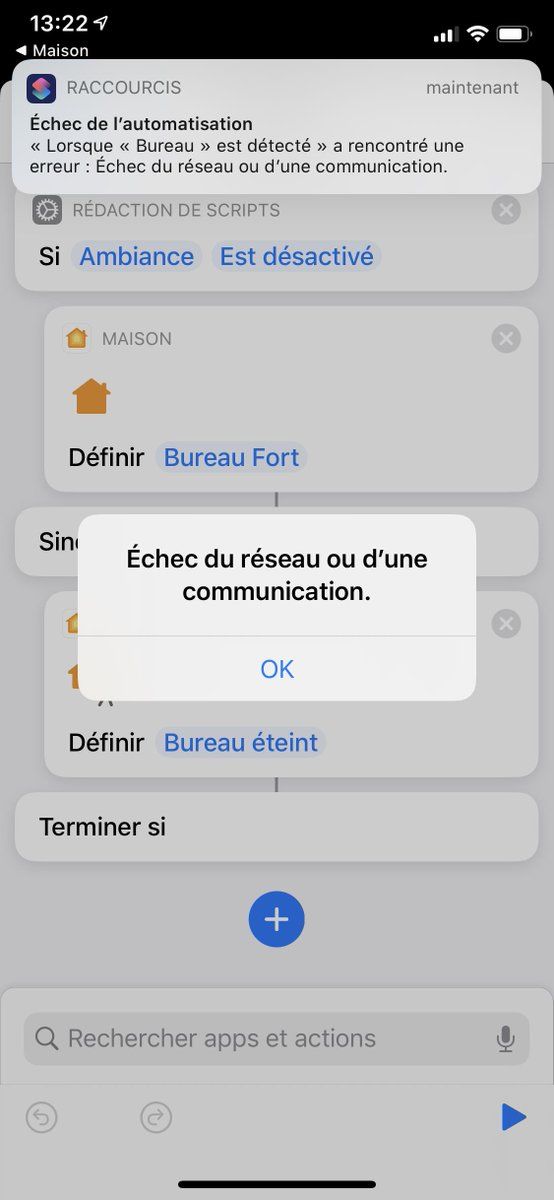 13:22
Maison
RACCOURCIS maintenant
Échec de l’automatisation
« Lorsque « Bureau » est détecté » a rencontré une
erreur : Échec du réseau ou d’une communication.
RÉDACTION DE SCRIPTS
Si Ambiance Est désactivé
MAISON
Définir Bureau Fort
Échec du réseau ou d’une
communication.
OK
Définir Bureau éteint
Terminer si
Rechercher apps et actions